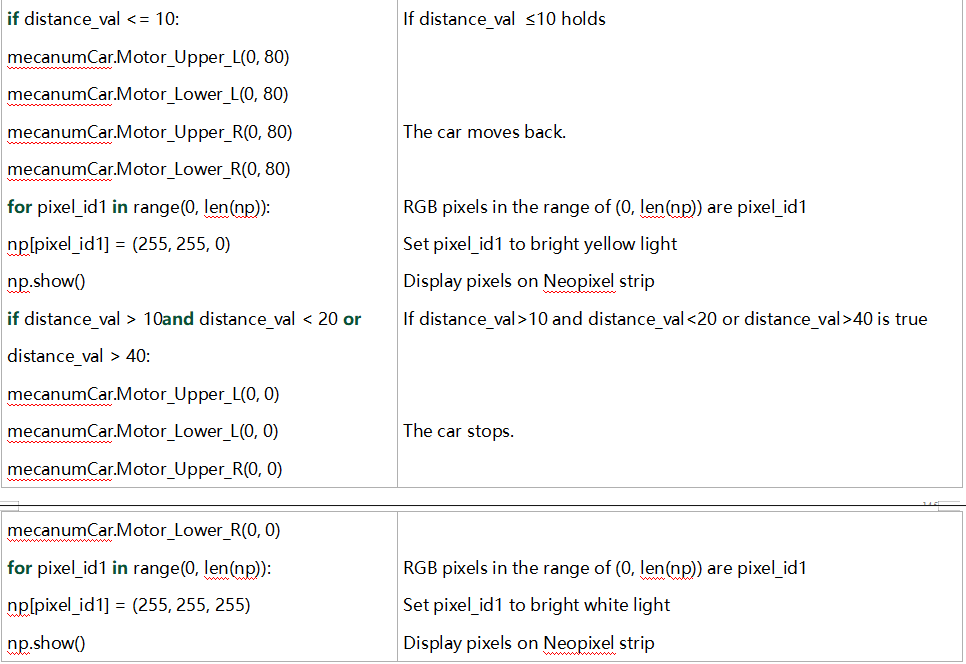 if distance_val <= 10:
If distance_val ≤10 holds
mecanumCar.Motor_Upper_L(0, 80)
mecanumCar.Motor_Lower_L(0, 80)
mecanumCar.Motor_Upper_R(0, 80)
The car moves back.
mecanumCar.Motor_Lower_R(0, 80)
for pixel_id1 in range(0, len(np)):
RGB pixels in the range of (0, len(np)) are pixel_id1
np[pixel_id1] = (255, 255, 0)
Set pixel_id1 to bright yellow light
np.show()
Display pixels on Neopixel strip
if distance_val > 10and distance_val < 20 or
If distance_val>10 and distance_val<20 or distance_val>40 is true
distance_val > 40:
mecanumCar.Motor_Upper_L(0, 0)
mecanumCar.Motor_Lower_L(0, 0)
The car stops.
mecanumCar.Motor_Upper_R(0, 0)
mecanumCar.Motor_Lower_R(0, 0)
for pixel_id1 in range(0, len(np)):
RGB pixels in the range of (0, len(np)) are pixel_id1
np[pixel_id1] = (255, 255, 255)
Set pixel_id1 to bright white light
np.show()
Display pixels on Neopixel strip